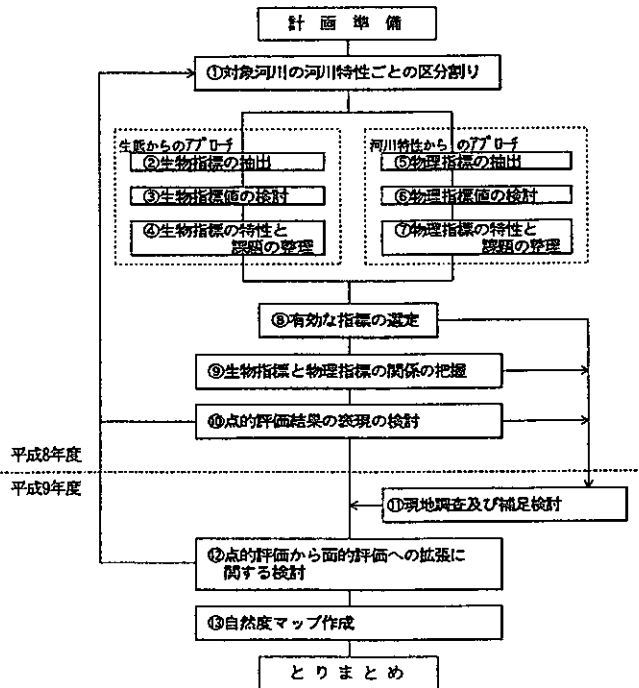 計画準備
①対象河川の河川特性ごとの区分割り
生態からのアプローチ
②生物指標の抽出
③生物指標値の検討
④生物指標の特性と
課題の整理
河川特性からのアプローチ
⑤物理指標の抽出
⑥物理指標値の検討
⑦物理指標の特性と
課題の整理
⑧有効な指標の選定
⑨生物指標と物理指標の関係の把握
⑩点的評価結果の表現の検討
平成8年度
平成9年度
⑪現地調査及び補足検討
⑫点的評価から面的評価への拡張に
関する検討
⑬自然度マップ作成
とりまとめ